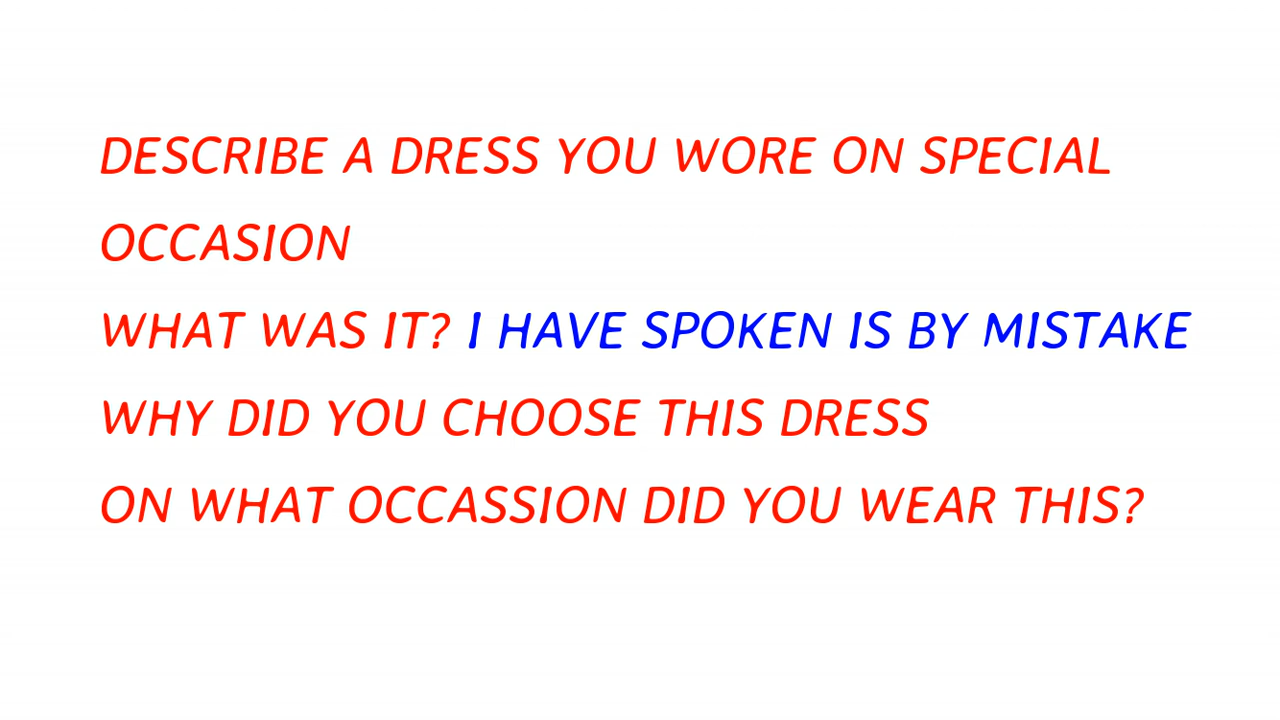 DESCRIBE A DRESS YOU WORE ON SPECIAL
OCCASION
WHAT WAS IT? I HAVE SPOKEN IS BY MISTAKE
WHY DID YOU CHOOSE THIS DRESS
ON WHAT OCCASSION DID YOU WEAR THIS?